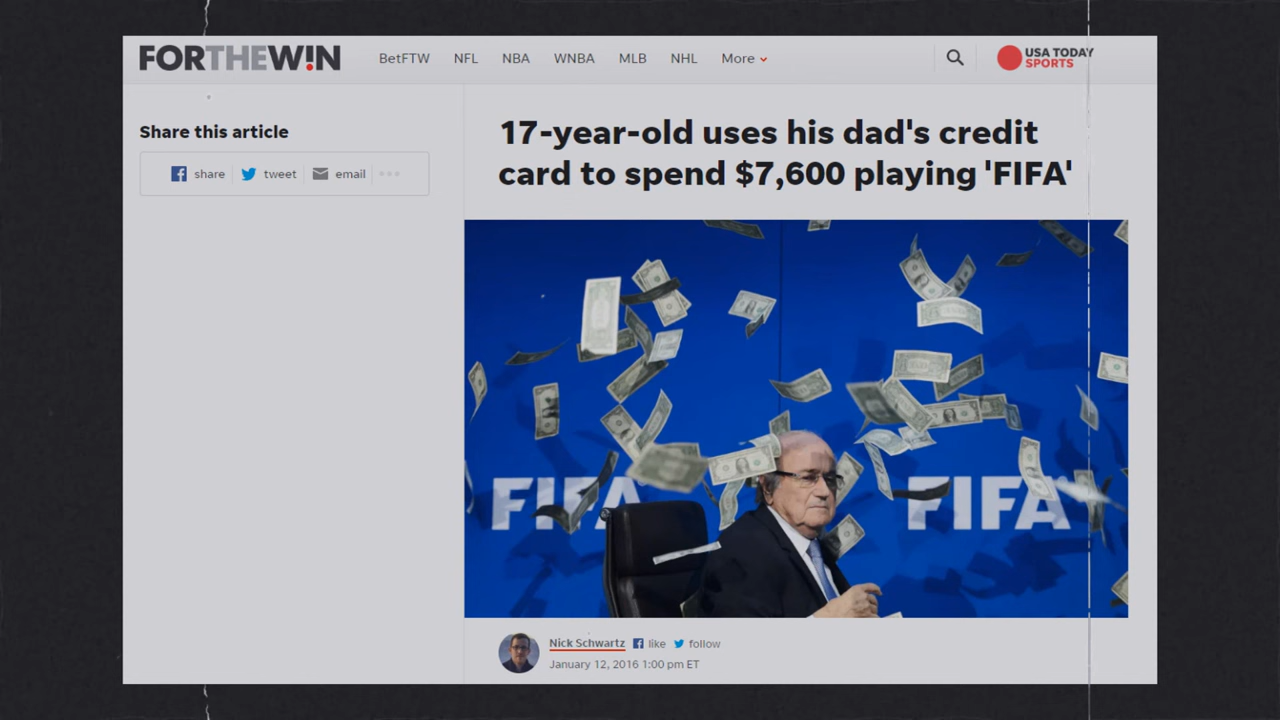 FORTHEW!N
BetFTW NFL NBA WNBA MLB NHL More
USA TODAY
SPORTS
Share this article
share tweet email
17-year-old uses his dad's credit
card to spend $7,600 playing 'FIFA'
FIFA FIFA
Nick Schwartz like follow
January 12, 2016 1:00 pm ET